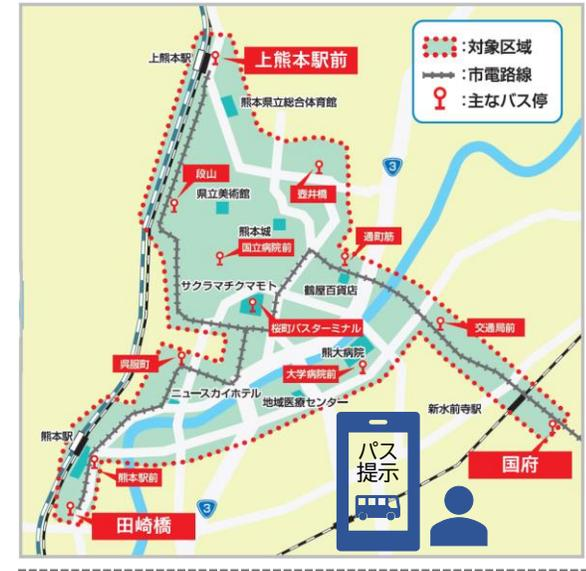 上熊本駅
上熊本駅前
：対象区域
：市電路線
：主なバス停
熊本県立総合体育館
3
段山
壺井橋
県立美術館
熊本城
通町筋
国立病院前
サクラマチクマモト
鶴屋百貨店
桜町バスターミナル
交通局前
呉服町
熊大病院
大学病院前
ニュースカイホテル
地域医療センター
新水前寺駅
熊本駅
パス
提示
国府
熊本駅前
3
田崎橋